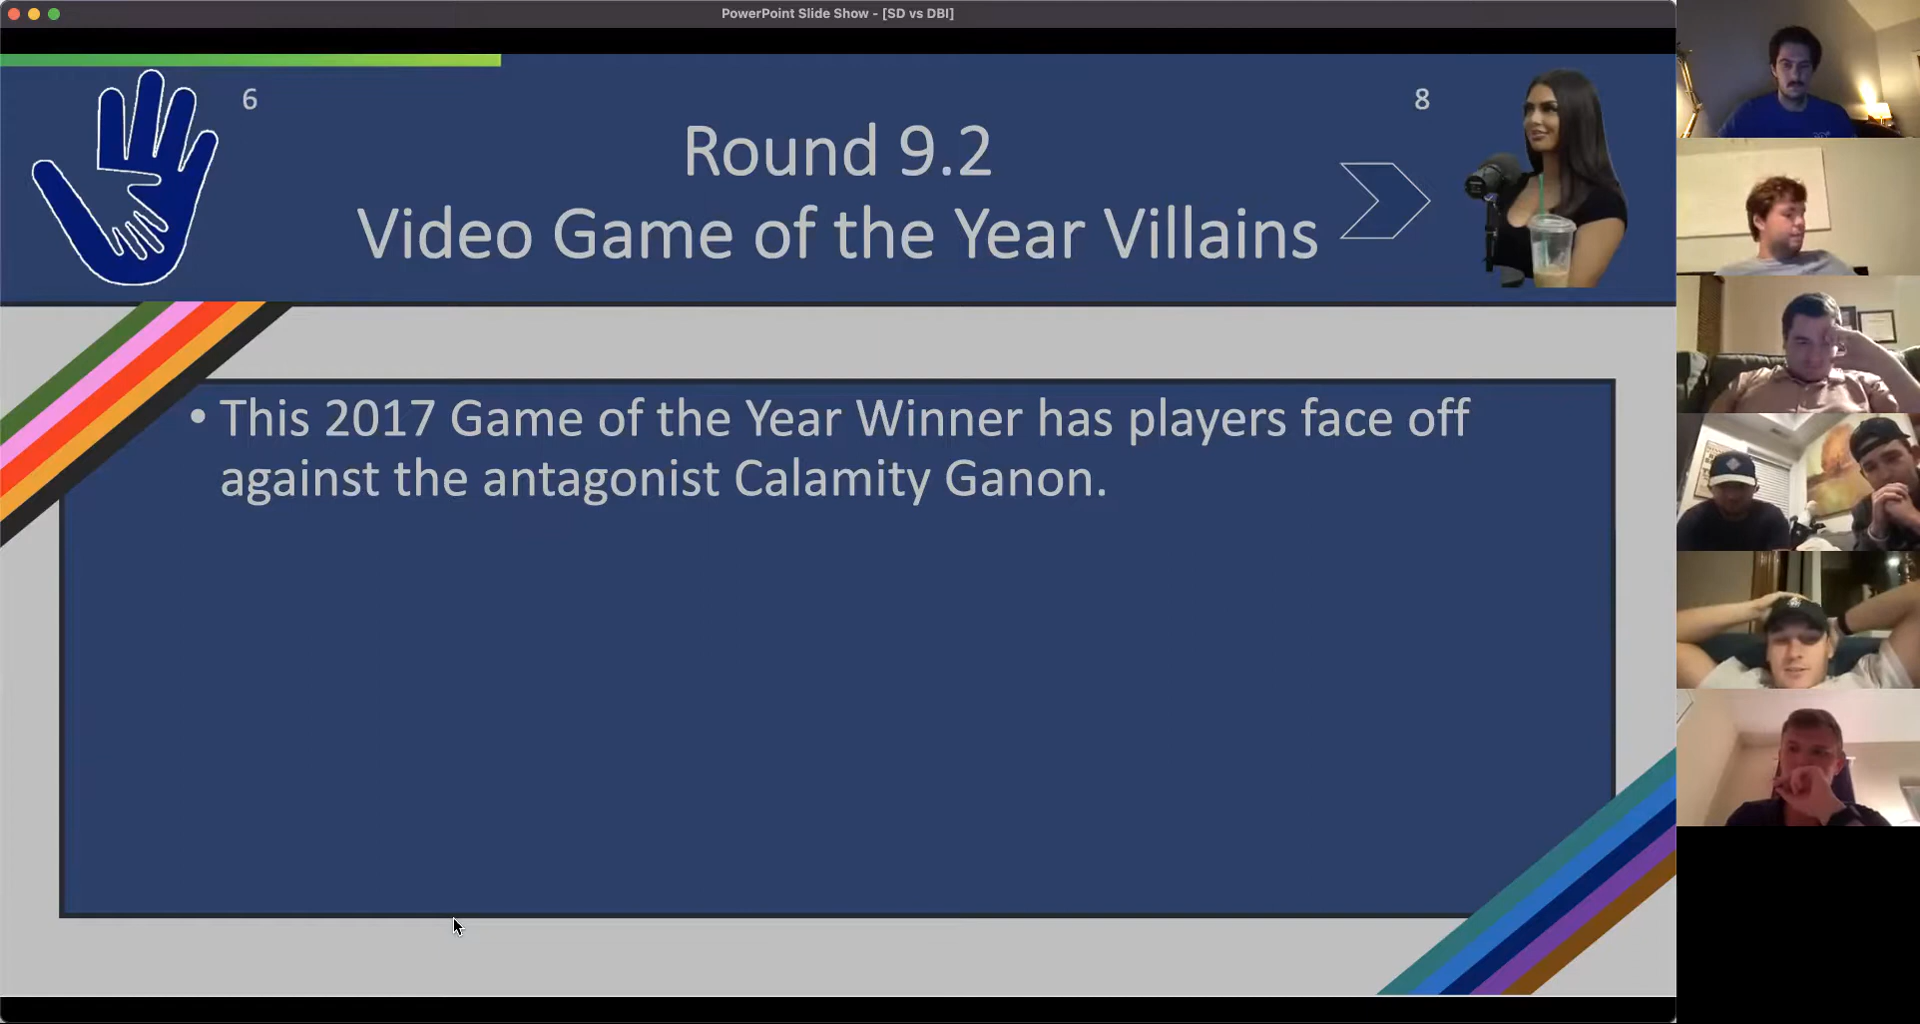 PowerPoint Slide Show - [SD vs DBI]
6
8
Round 9.2
Video Game of the Year Villains
• This 2017 Game of the Year Winner has players face off
against the antagonist Calamity Ganon.